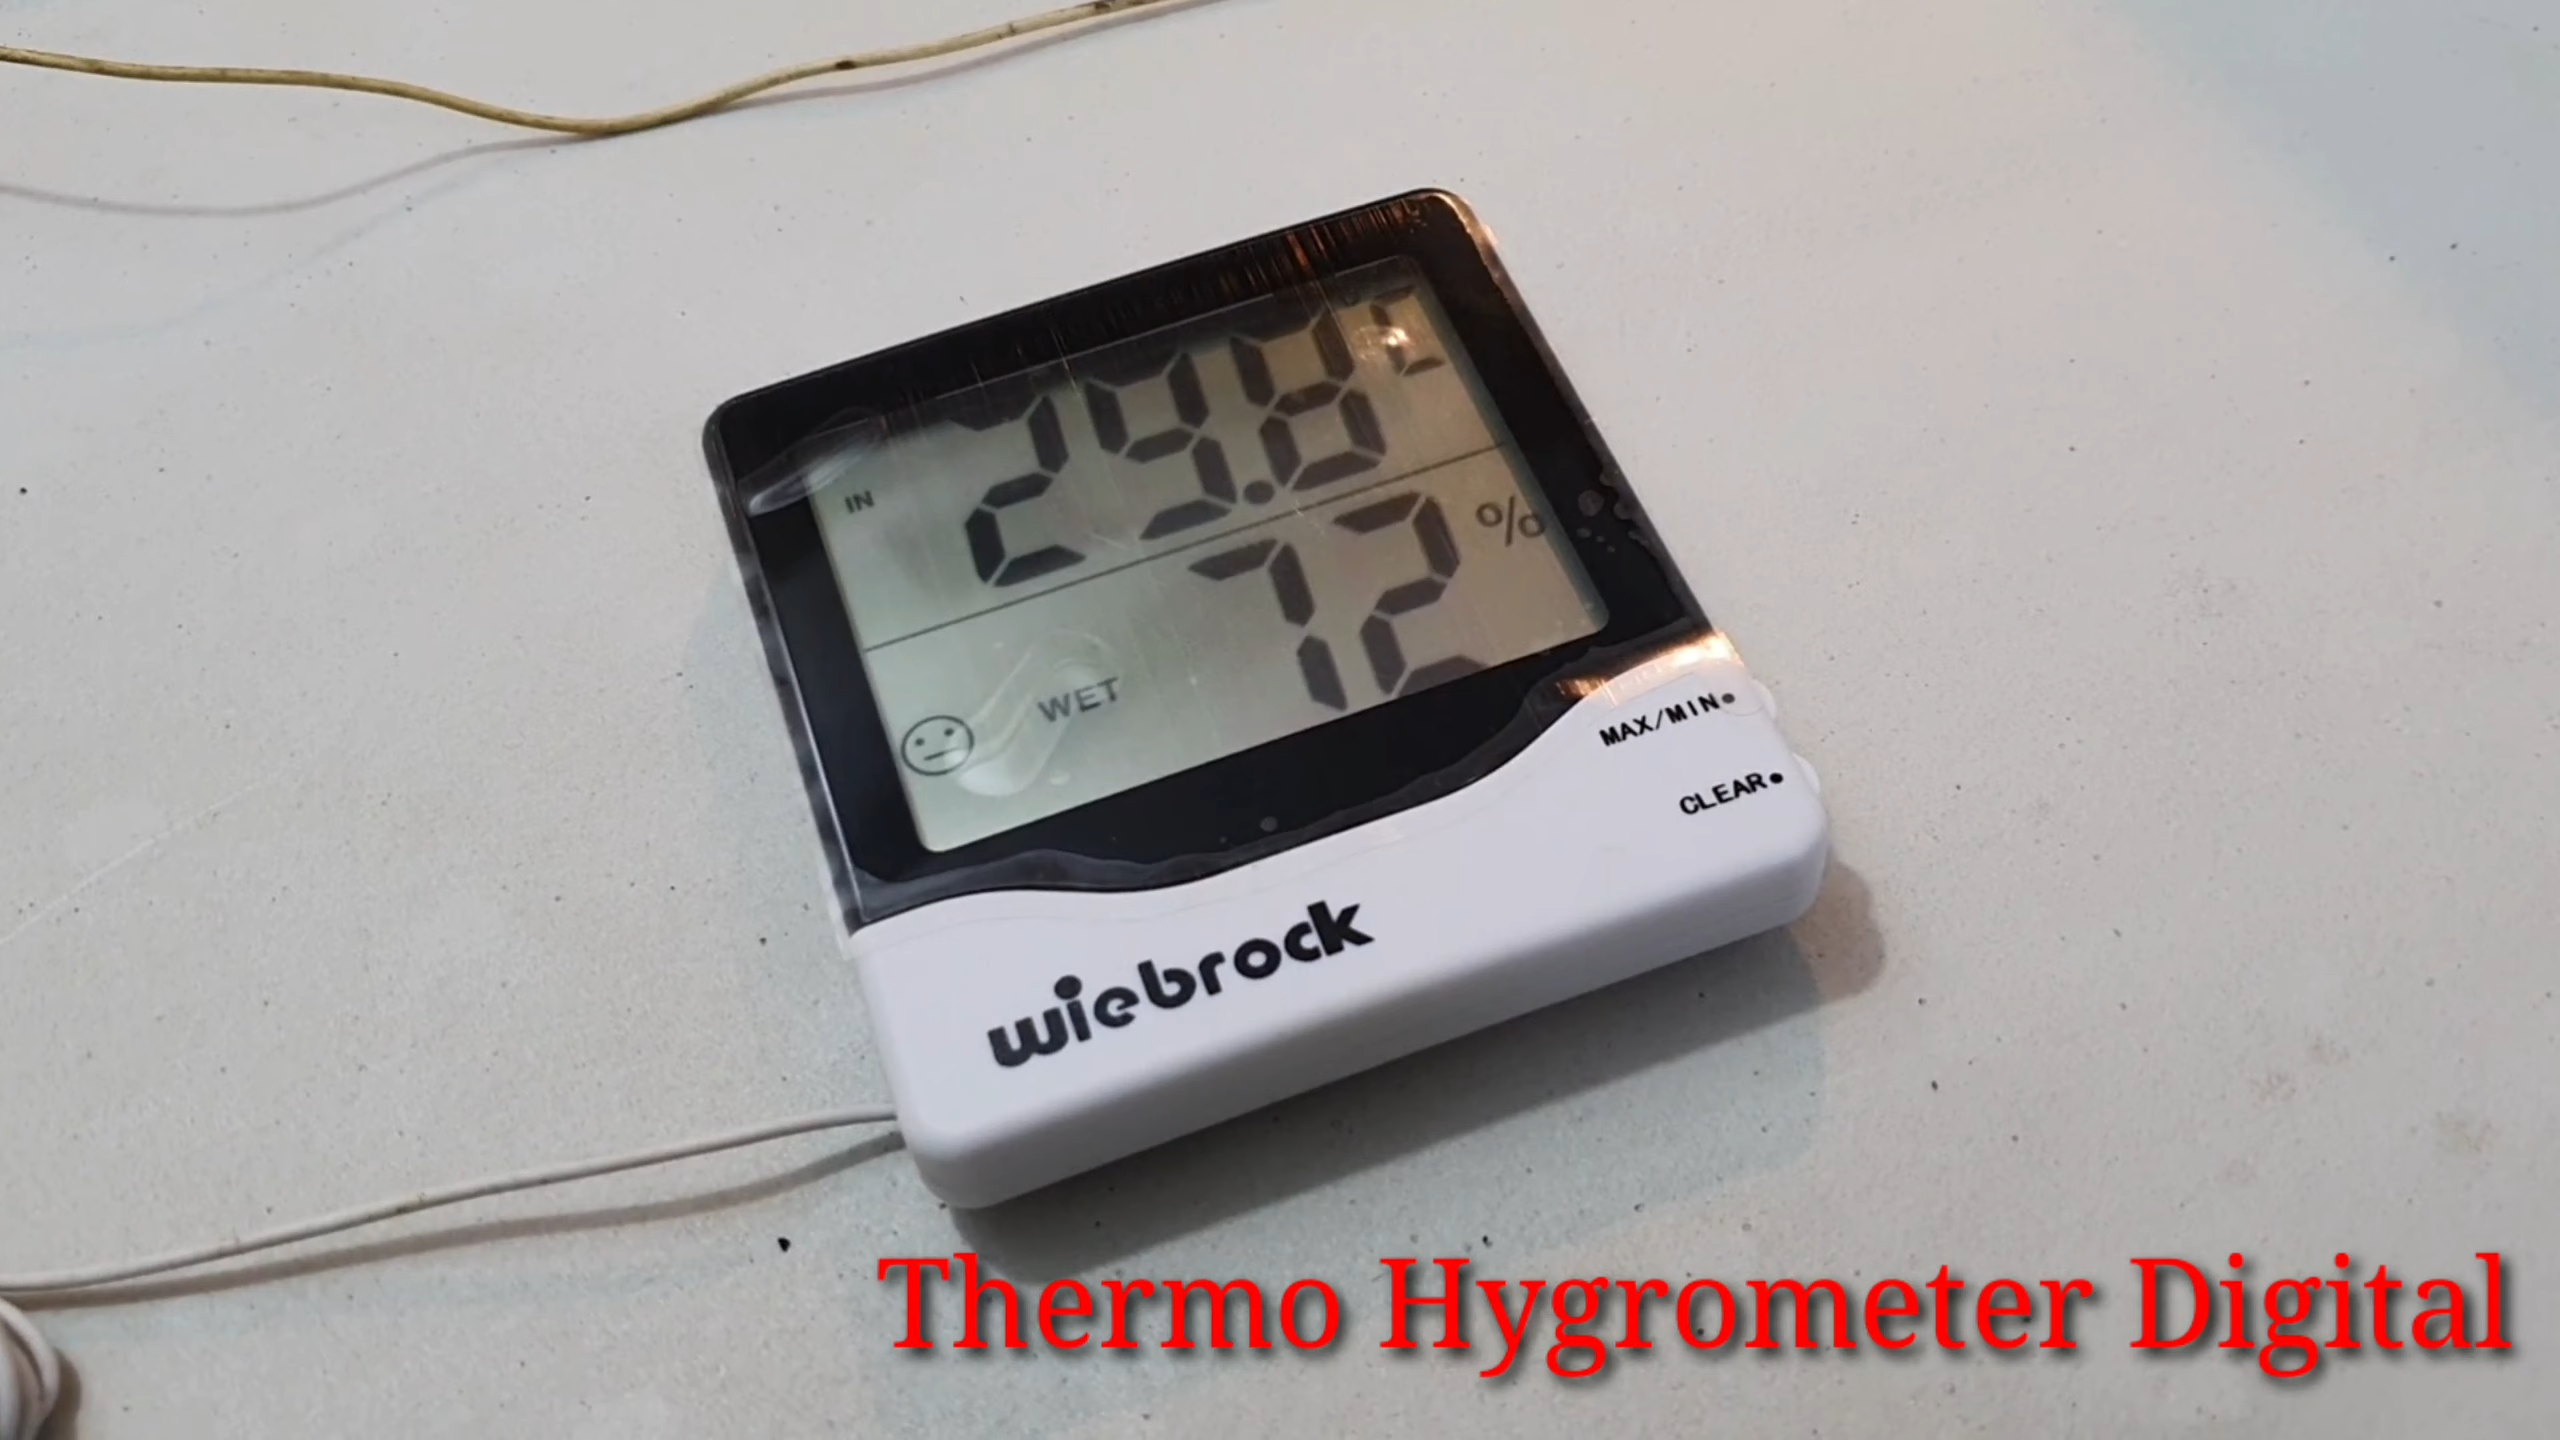 29.8°C
IN
72 %
WET
MAX/MIN
CLEAR
wiebrock
Thermo Hygrometer Digital